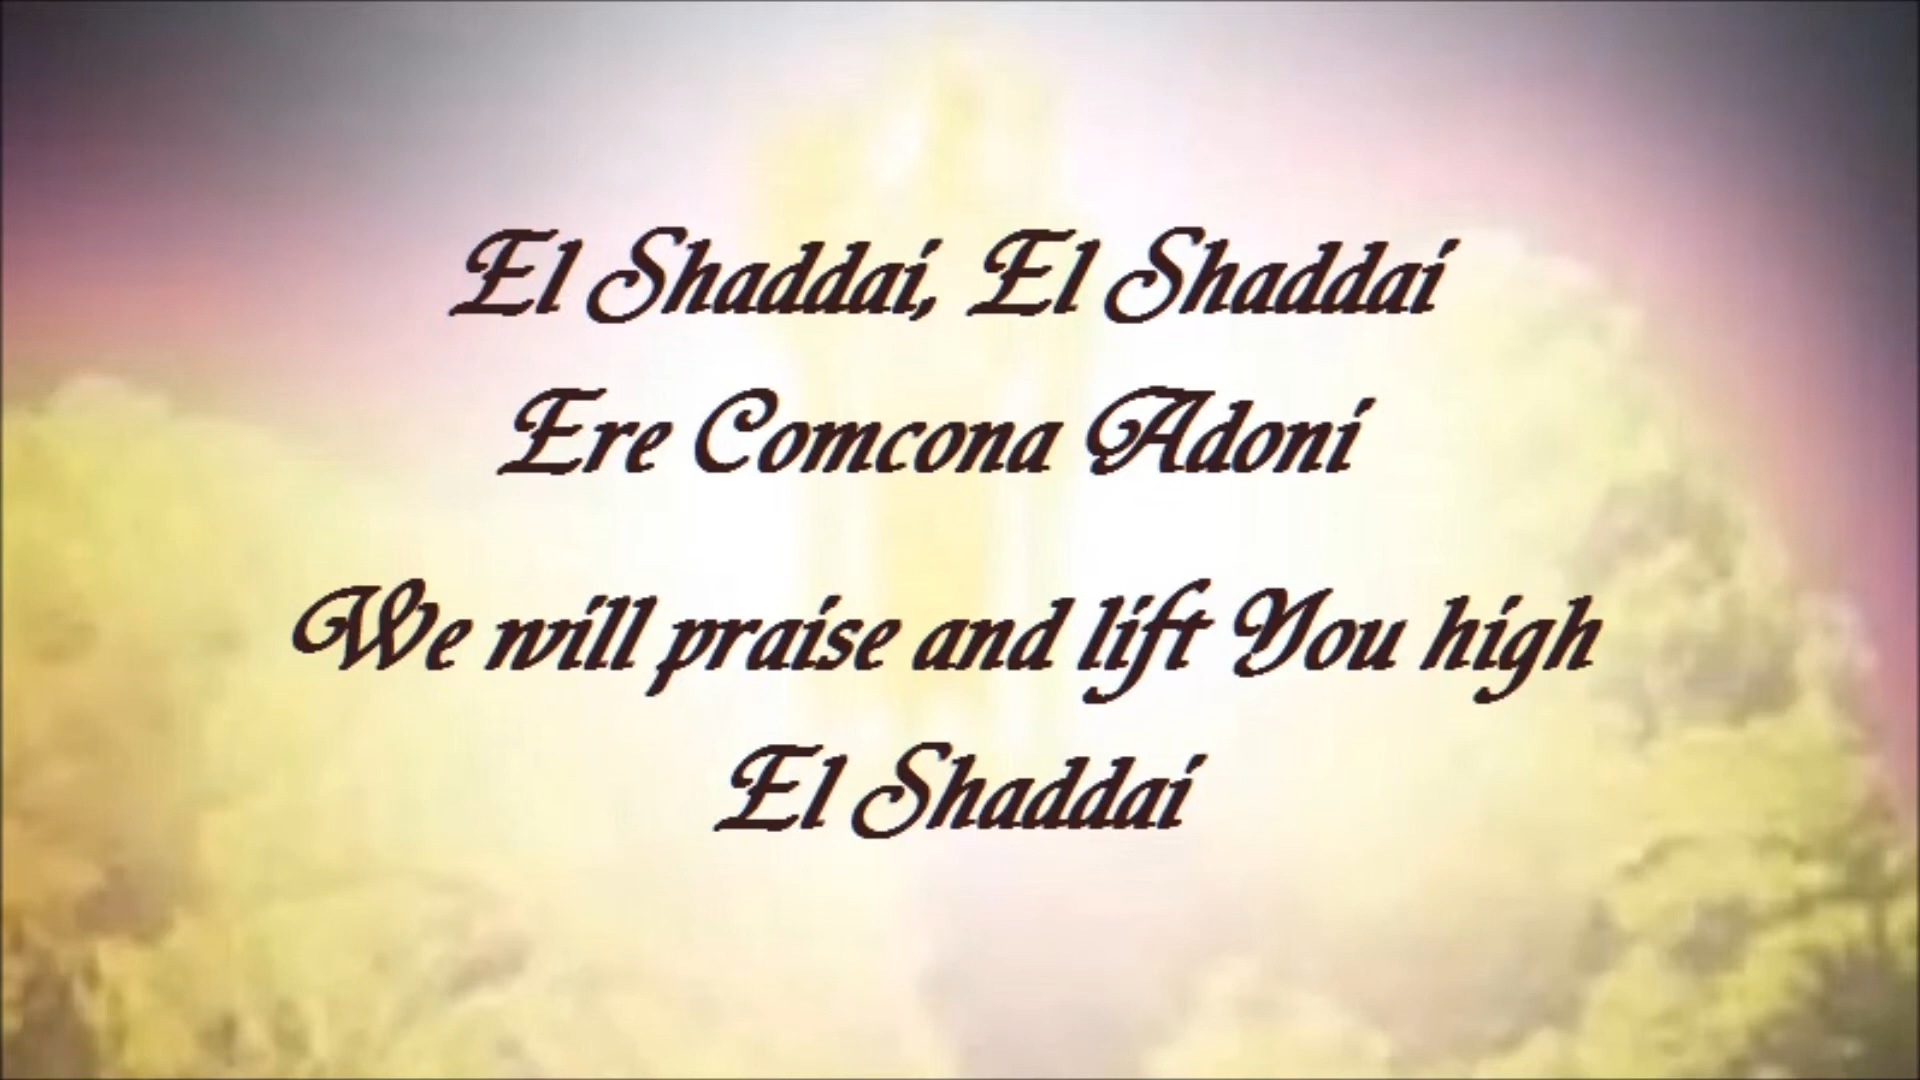 El Shaddai, El Shaddai
Ere Comcona Adoni
We will praise and lift You high
El Shaddai